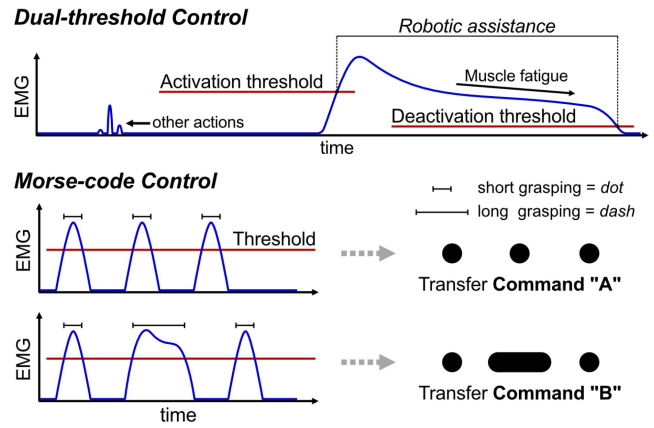 Dual-threshold Control
Robotic assistance
Activation threshold
Muscle fatigue
EMG
other actions
Deactivation threshold
time
Morse-code Control
short grasping = dot
long grasping = dash
EMG
Threshold
Transfer Command "A"
EMG
Transfer Command "B"
time